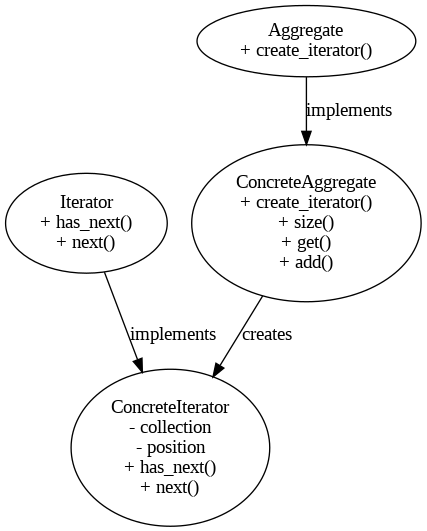 Aggregate
+ create_iterator()
implements
ConcreteAggregate
+ create_iterator()
+ size()
+ get()
+ add()
Iterator
+ has_next()
+ next()
implements
creates
ConcreteIterator
- collection
- position
+ has_next()
+ next()